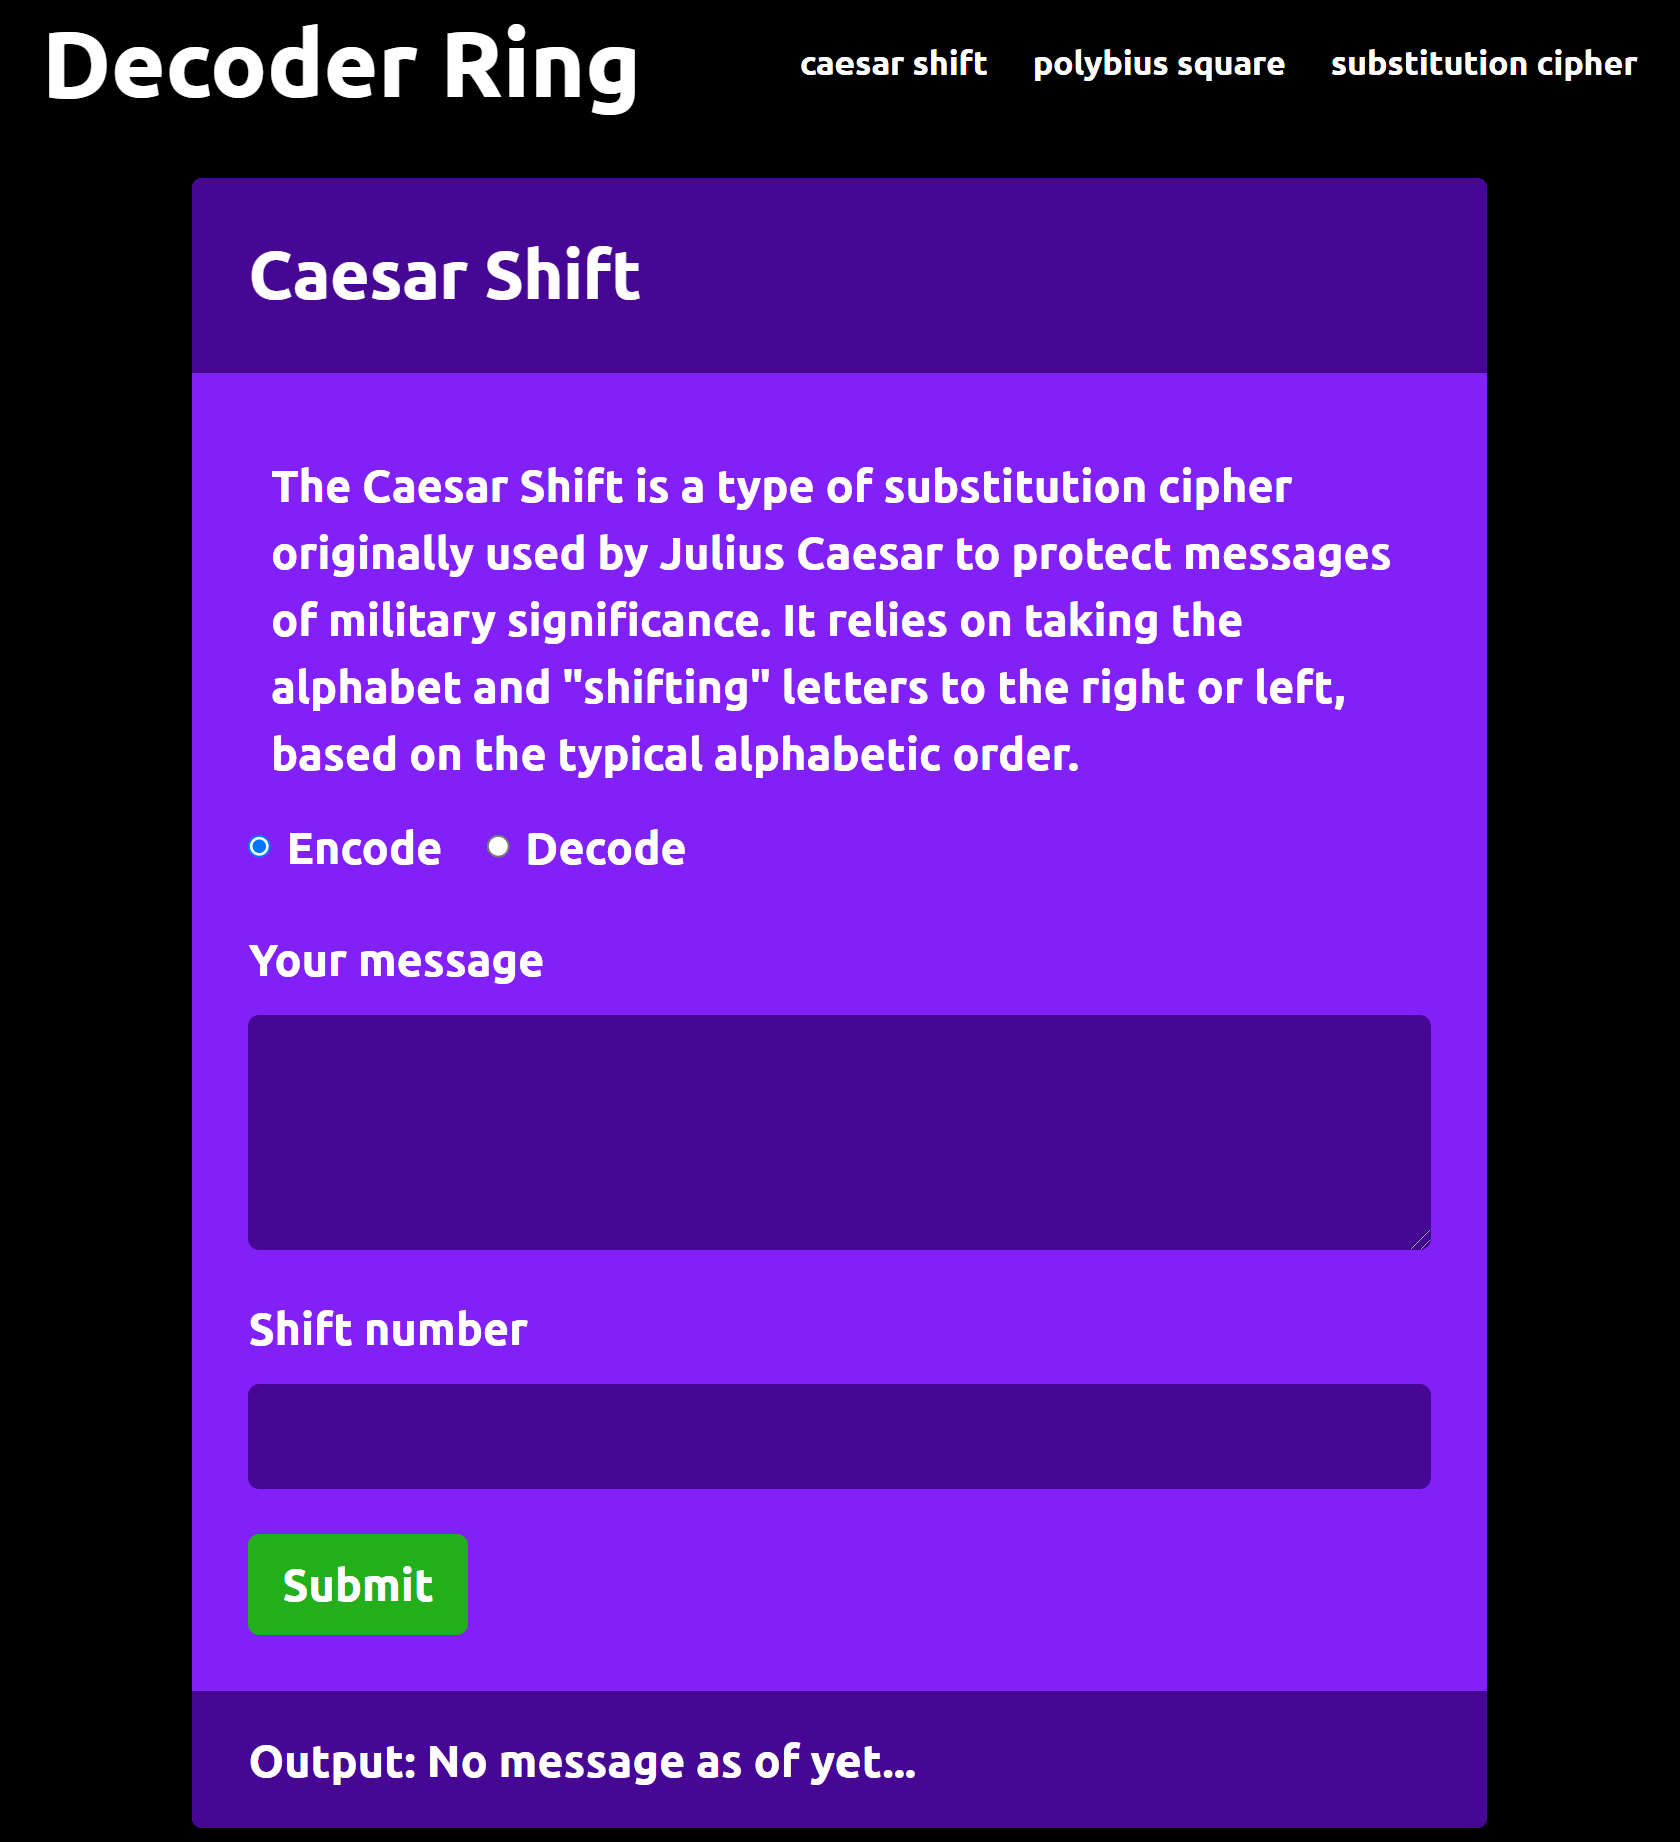 Decoder Ring
caesar shift polybius square substitution cipher
Caesar Shift
The Caesar Shift is a type of substitution cipher
originally used by Julius Caesar to protect messages
of military significance. It relies on taking the
alphabet and "shifting" letters to the right or left,
based on the typical alphabetic order.
Encode Decode
Your message
Shift number
Submit
Output: No message as of yet...